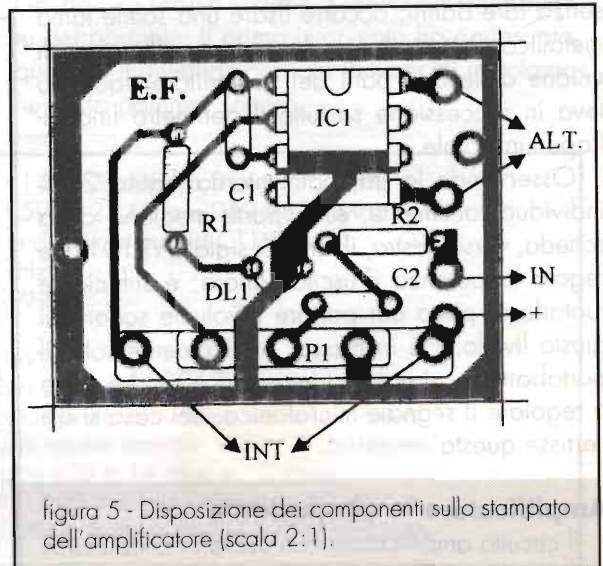 E.F.
IC1
ALT
C1
R2
R1
IN
DL1
C2
+
P1
INT
figura 5 - Disposizione dei componenti sullo stampato
dell'amplificatore (scala 2:1).